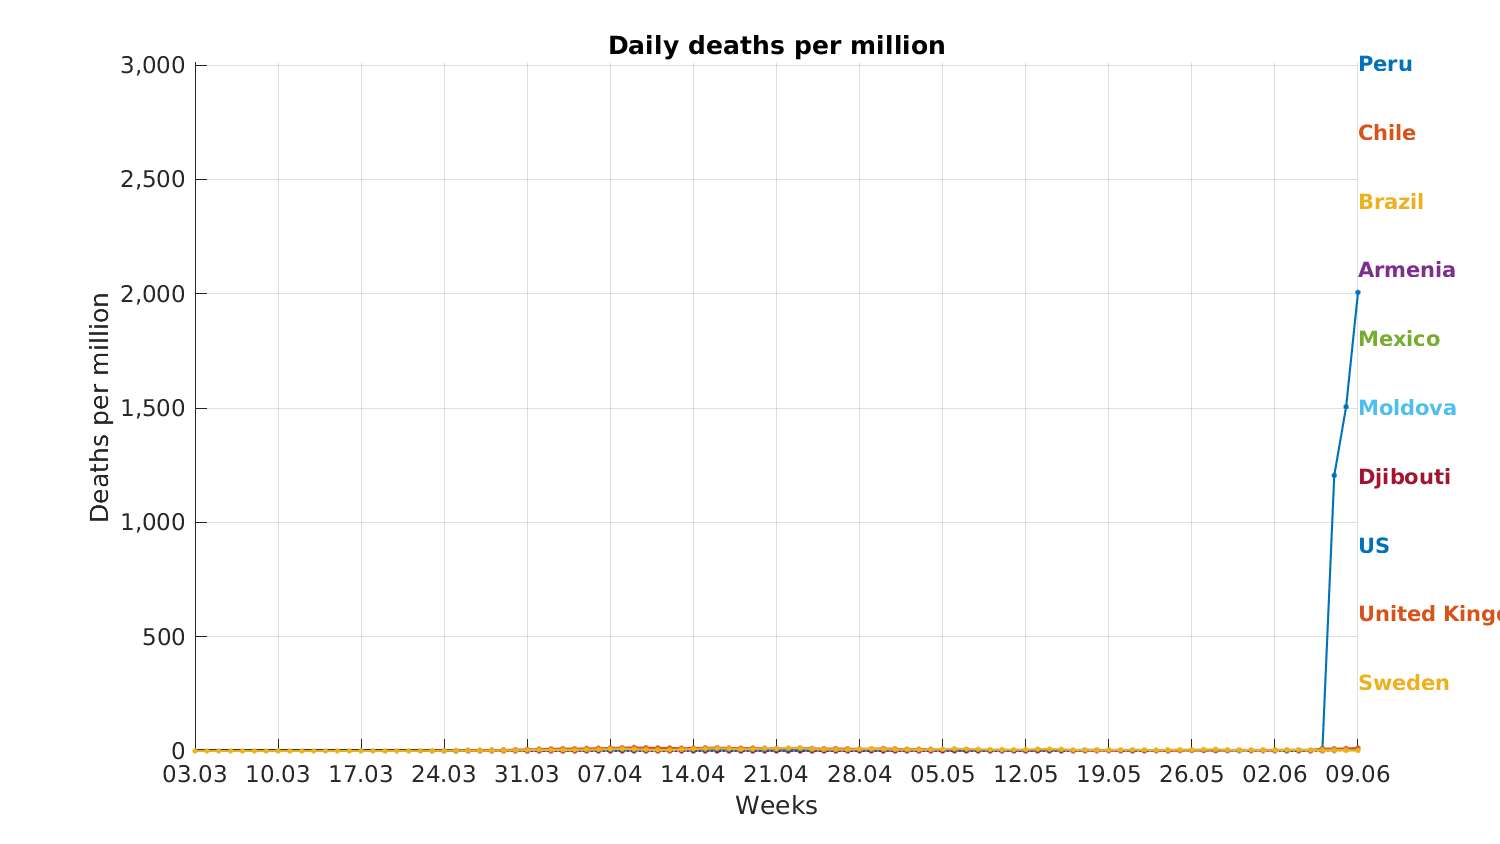 Daily deaths per million
3,000
2,500
2,000
1,500
1,000
500
0
Deaths per million
03.03 10.03 17.03 24.03 31.03 07.04 14.04 21.04 28.04 05.05 12.05 19.05 26.05 02.06 09.06
Weeks
Peru
Chile
Brazil
Armenia
Mexico
Moldova
Djibouti
US
United King
Sweden